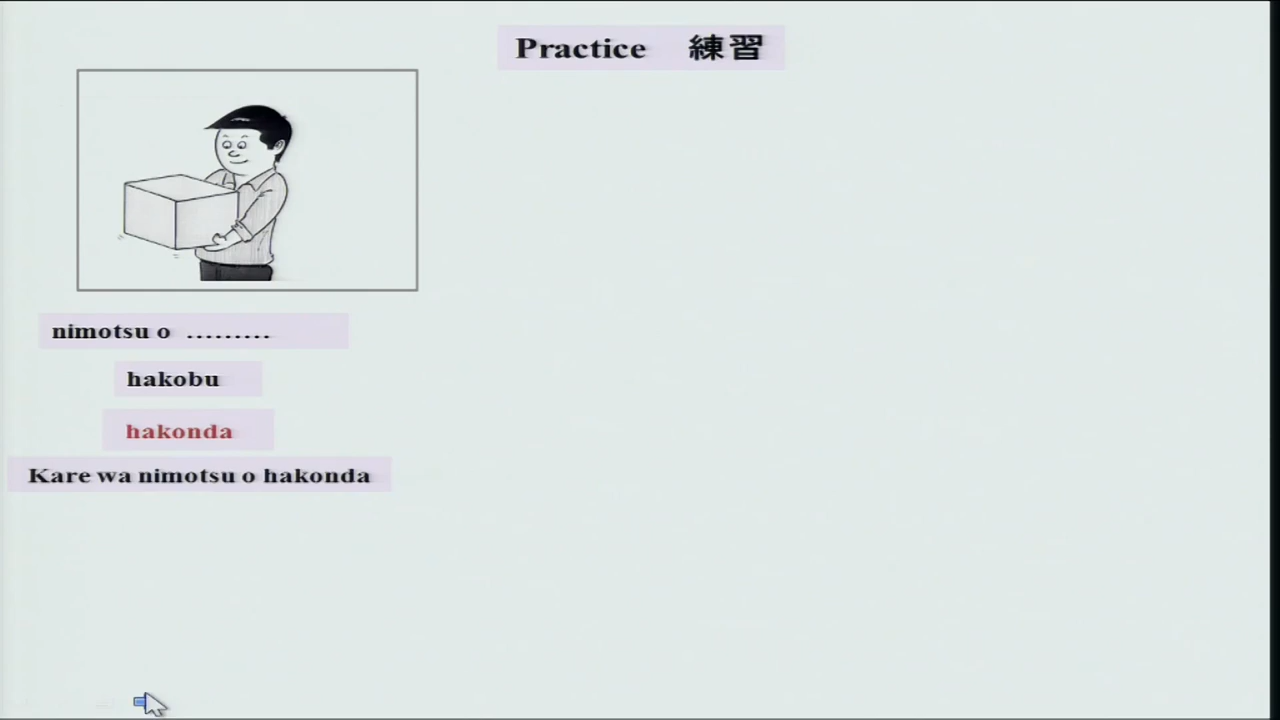 Practice 練習
nimotsu o .........
hakobu
hakonda
Kare wa nimotsu o hakonda